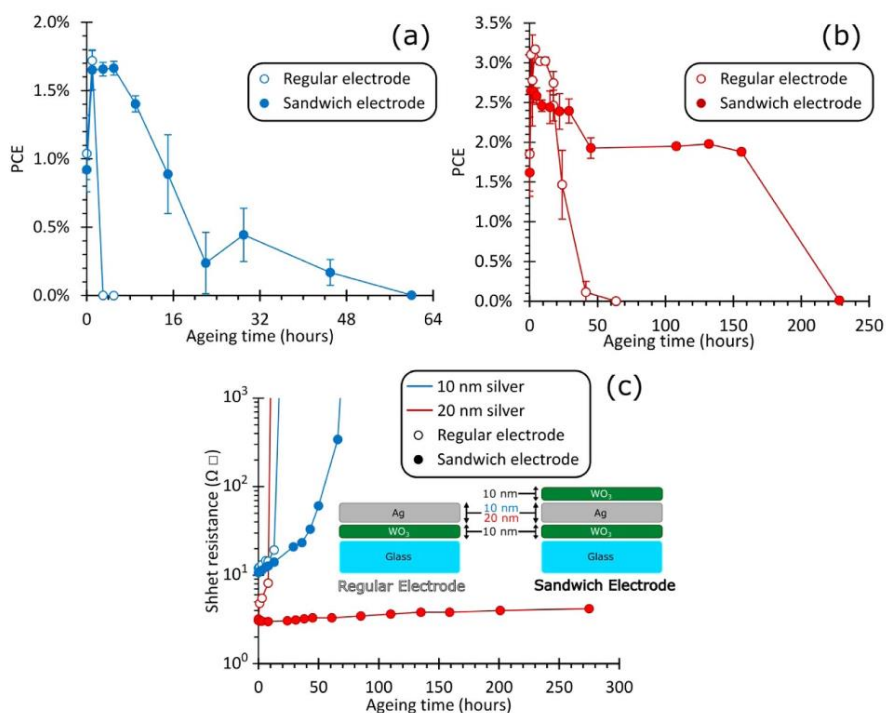 (a)
2.0%
1.5%
1.0%
0.5%
0.0%
PCE
Regular electrode
Sandwich electrode
0 16 32 48 64
Ageing time (hours)
(b)
3.5%
3.0%
2.5%
2.0%
1.5%
1.0%
0.5%
0.0%
PCE
Regular electrode
Sandwich electrode
0 50 100 150 200 250
Ageing time (hours)
(c)
10³
10²
10¹
10⁰
Shhet resistance (Ω □)
10 nm silver
20 nm silver
Regular electrode
Sandwich electrode
Ag
WO₃
Glass
Regular Electrode
10 nm
10 nm
20 nm
10 nm
WO₃
Ag
WO₃
Glass
Sandwich Electrode
0 50 100 150 200 250 300
Ageing time (hours)